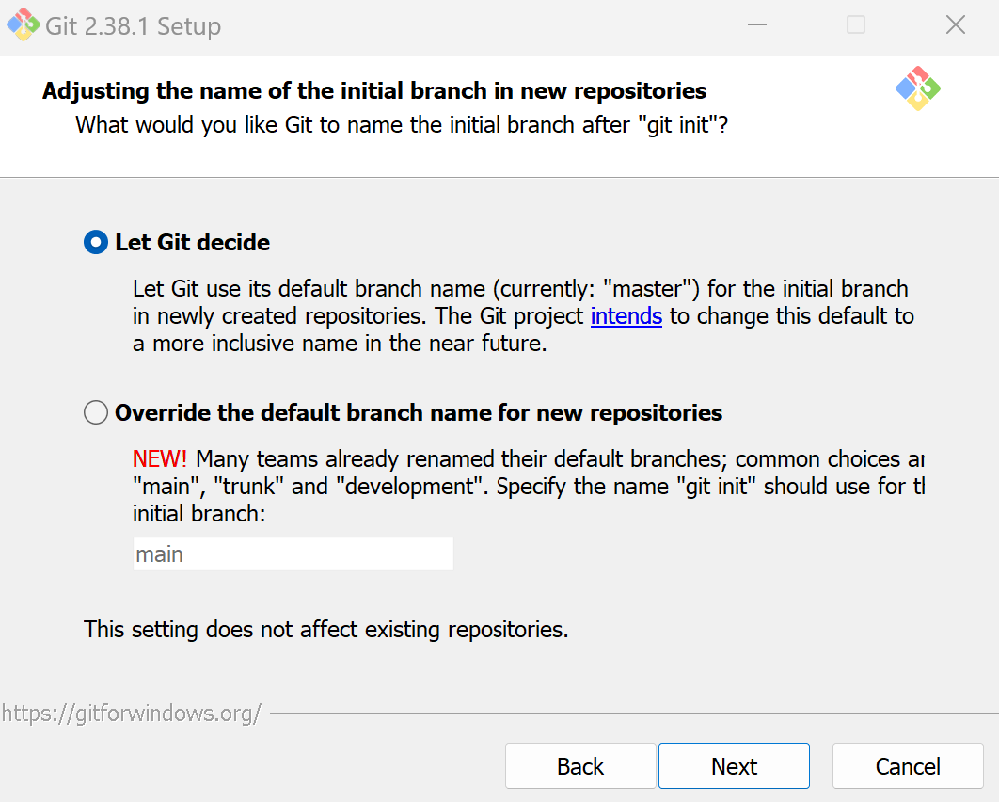 Git 2.38.1 Setup
Adjusting the name of the initial branch in new repositories
What would you like Git to name the initial branch after "git init"?
Let Git decide
Let Git use its default branch name (currently: "master") for the initial branch
in newly created repositories. The Git project intends to change this default to
a more inclusive name in the near future.
Override the default branch name for new repositories
NEW! Many teams already renamed their default branches; common choices
"main", "trunk" and "development". Specify the name "git init" should use for
initial branch:
main
This setting does not affect existing repositories.
https://gitforwindows.org/
Back Next Cancel